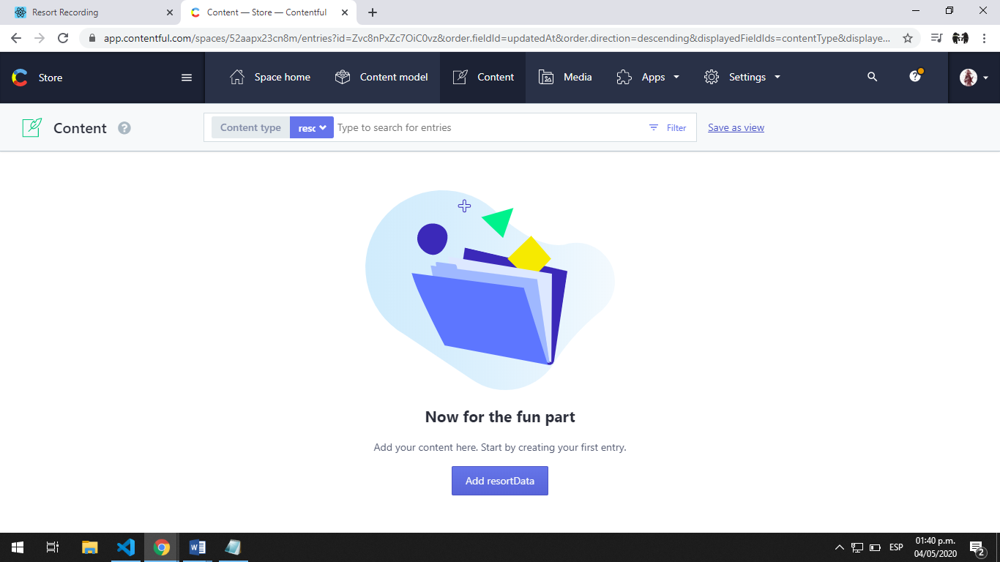 Resort Recording
Content — Store — Contentful
app.contentful.com/spaces/52aapx23cn8m/entries?id=Zvc8nPxZc7OiC0vz&order.fieldId=updatedAt&order.direction=descending&displayedFieldIds=contentType&displaye...
Store
Space home
Content model
Content
Media
Apps
Settings
?
Content
?
Content type
resc
Type to search for entries
Filter
Save as view
Now for the fun part
Add your content here. Start by creating your first entry.
Add resortData
ESP
01:40 p.m.
04/05/2020
2